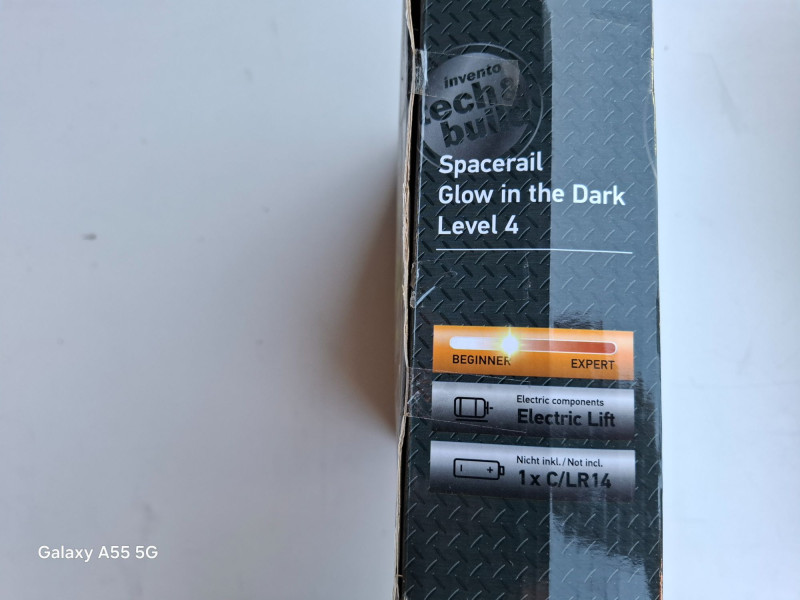 invento
tech &
build
Spacerail
Glow in the Dark
Level 4
BEGINNER
EXPERT
Electric components
Electric Lift
Nicht inkl. / Not incl.
1 x C/LR14
Galaxy A55 5G